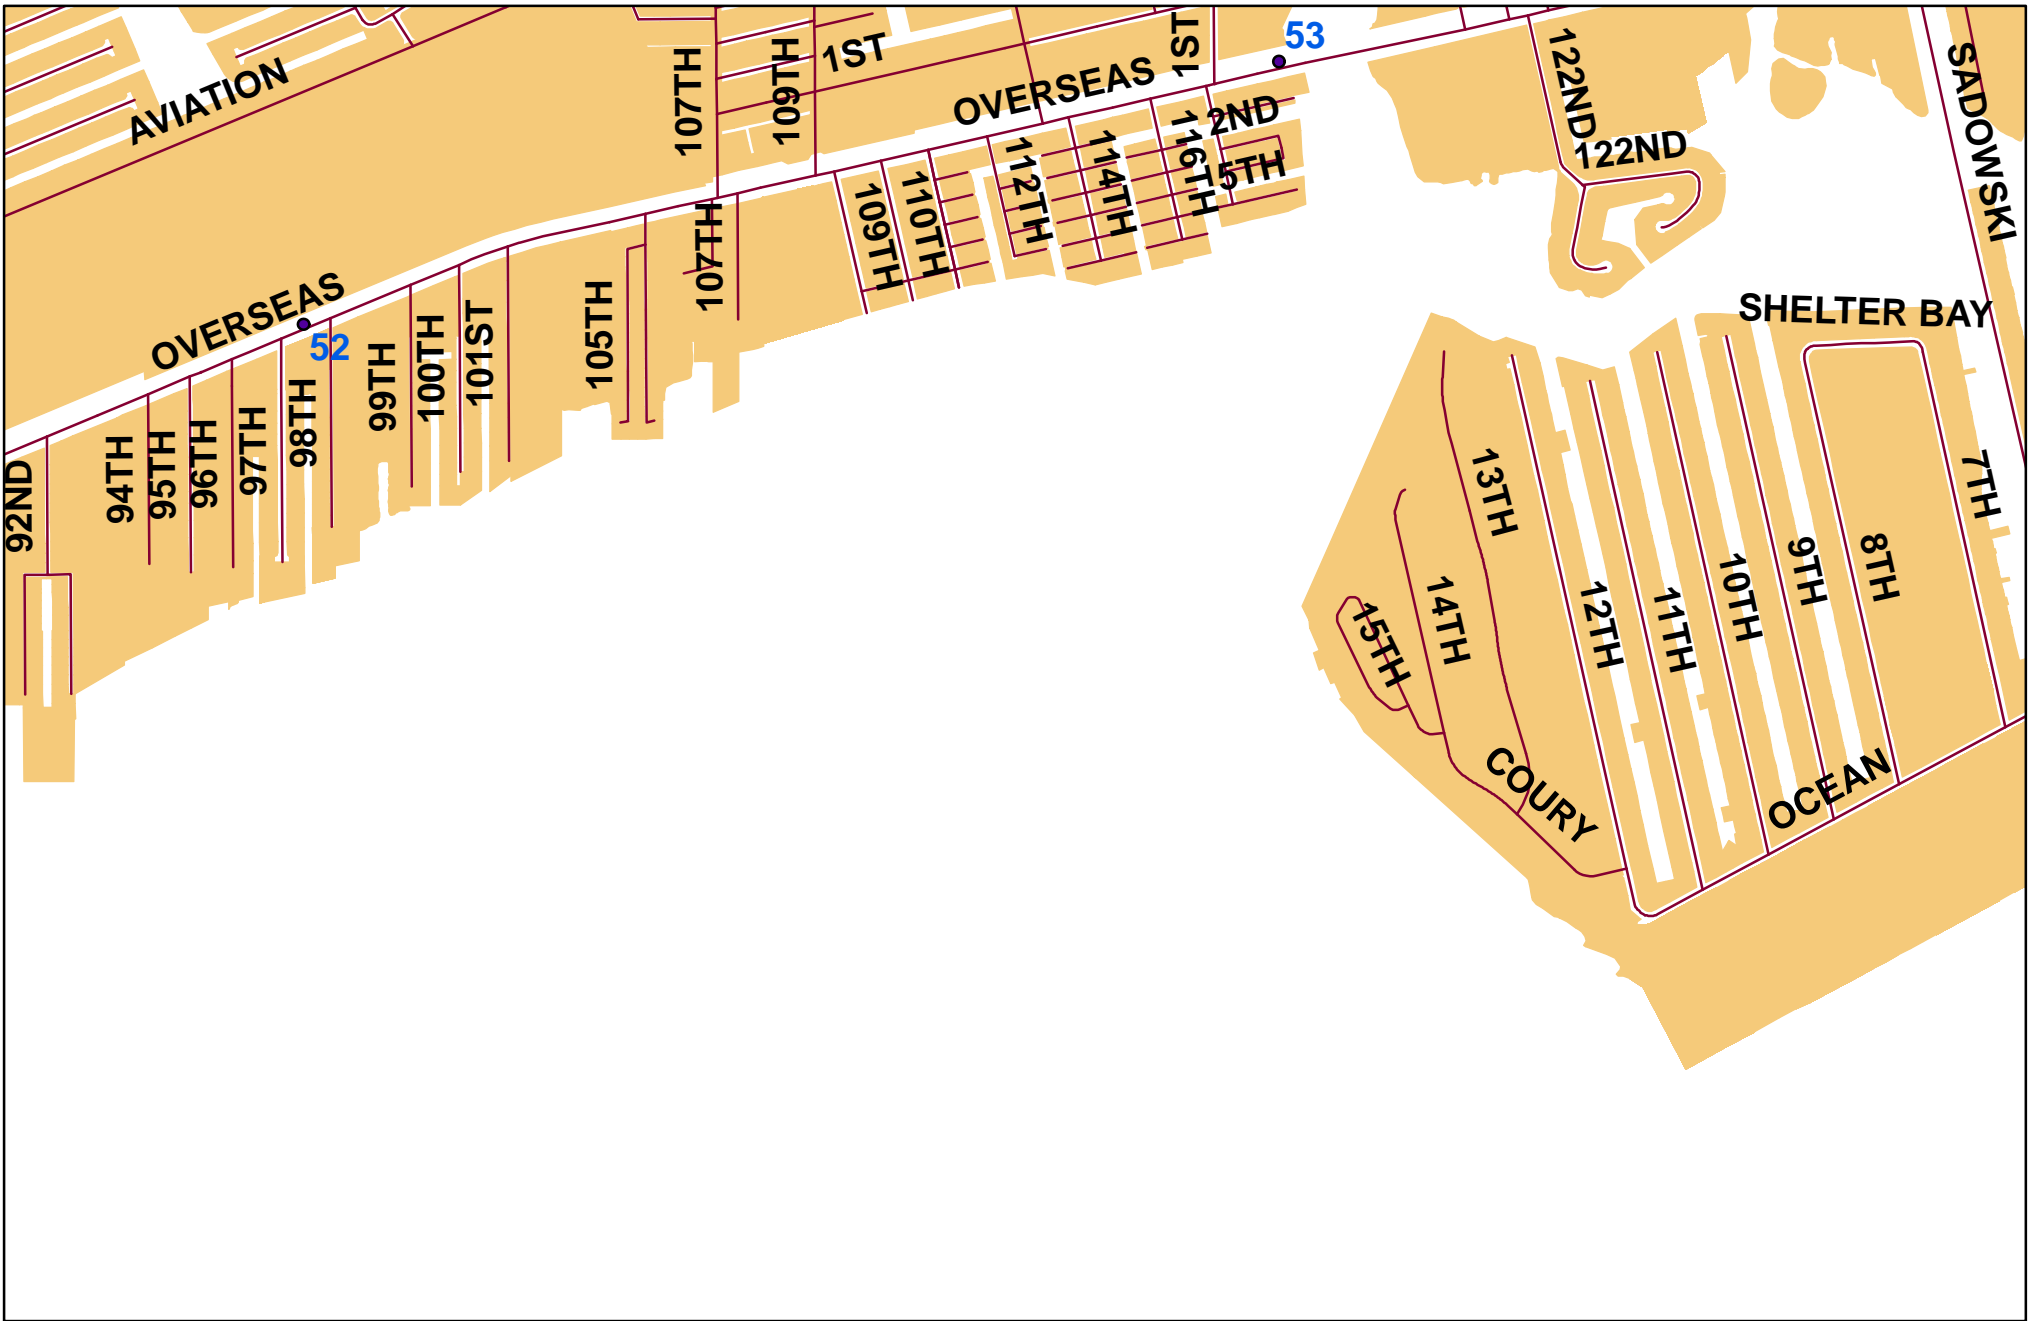 53
1ST
1ST
107TH
109TH
OVERSEAS
AVIATION
122ND
SADOWSKI
2ND
116TH
114TH
112TH
122ND
5TH
110TH
109TH
107TH
OVERSEAS
52
105TH
101ST
100TH
99TH
98TH
97TH
96TH
95TH
94TH
92ND
SHELTER BAY
13TH
7TH
8TH
9TH
10TH
11TH
12TH
14TH
15TH
COURY
OCEAN